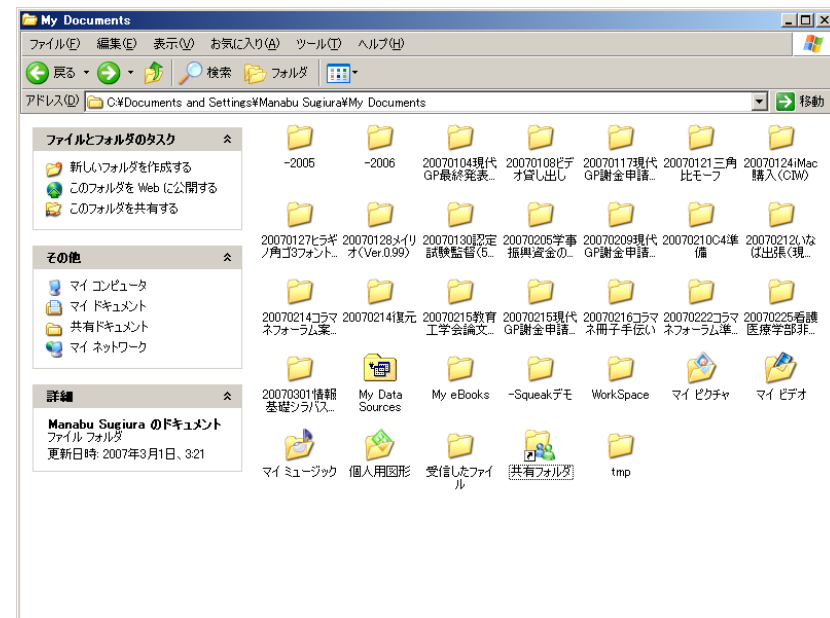 My Documents
ファイル(F) 編集(E) 表示(V) お気に入り(A) ツール(T) ヘルプ(H)
戻る 検索 フォルダ
アドレス(D) C:¥Documents and Settings¥Manabu Sugiura¥My Documents 移動
ファイルとフォルダのタスク
新しいフォルダを作成する
このフォルダを Web に公開する
このフォルダを共有する
その他
マイ コンピュータ
マイ ドキュメント
共有ドキュメント
マイ ネットワーク
詳細
Manabu Sugiura のドキュメント
ファイル フォルダ
更新日時: 2007年3月1日、3:21
-2005
-2006
20070104現代
GP最終発表...
20070108ビデ
オ貸し出し
20070117現代
GP謝金申請...
20070121三角
比モーフ
20070124iMac
購入(CIW)
20070127ヒラギ
ノ角ゴ3フォント...
20070128メイリ
オ(Ver.0.99)
20070130認定
試験監督(5...
20070205学事
振興資金の...
20070209現代
GP謝金申請...
20070210C4準
備
20070212いな
ば出張(現...
20070214コラマ
ネフォーラム案...
20070214復元
20070215教育
工学会論文...
20070215現代
GP謝金申請...
20070216コラマ
ネ冊子手伝い
20070222コラマ
ネフォーラム準...
20070225看護
医療学部非...
20070301情報
基礎シラバス...
My Data
Sources
My eBooks
-Squeakデモ
WorkSpace
マイ ピクチャ
マイ ビデオ
マイ ミュージック
個人用図形
受信したファイ
ル
共有フォルダ
tmp